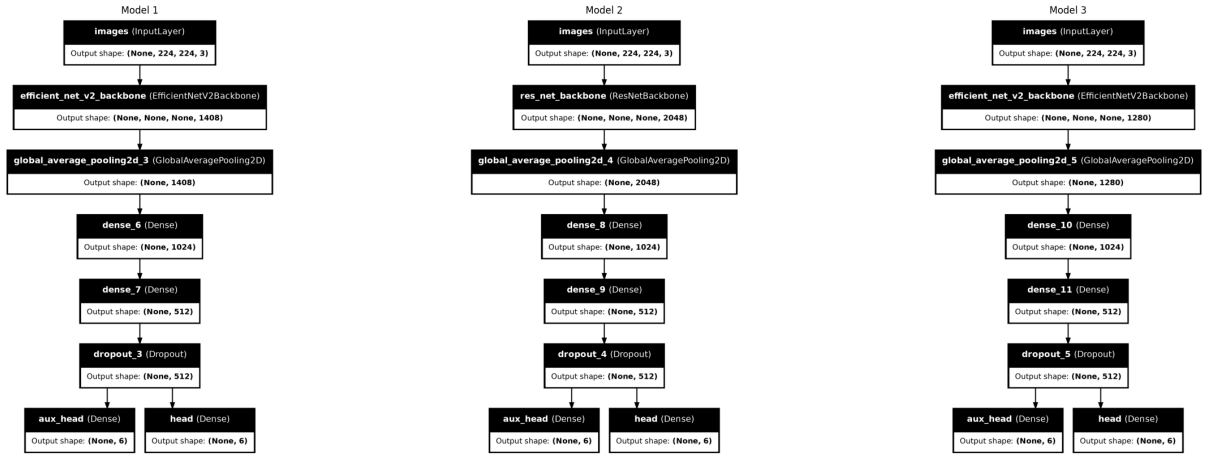 Model 1
images (InputLayer)
Output shape: (None, 224, 224, 3)
efficient_net_v2_backbone (EfficientNetV2Backbone)
Output shape: (None, None, None, 1408)
global_average_pooling2d_3 (GlobalAveragePooling2D)
Output shape: (None, 1408)
dense_6 (Dense)
Output shape: (None, 1024)
dense_7 (Dense)
Output shape: (None, 512)
dropout_3 (Dropout)
Output shape: (None, 512)
aux_head (Dense)
Output shape: (None, 6)
head (Dense)
Output shape: (None, 6)
Model 2
images (InputLayer)
Output shape: (None, 224, 224, 3)
res_net_backbone (ResNetBackbone)
Output shape: (None, None, None, 2048)
global_average_pooling2d_4 (GlobalAveragePooling2D)
Output shape: (None, 2048)
dense_8 (Dense)
Output shape: (None, 1024)
dense_9 (Dense)
Output shape: (None, 512)
dropout_4 (Dropout)
Output shape: (None, 512)
aux_head (Dense)
Output shape: (None, 6)
head (Dense)
Output shape: (None, 6)
Model 3
images (InputLayer)
Output shape: (None, 224, 224, 3)
efficient_net_v2_backbone (EfficientNetV2Backbone)
Output shape: (None, None, None, 1280)
global_average_pooling2d_5 (GlobalAveragePooling2D)
Output shape: (None, 1280)
dense_10 (Dense)
Output shape: (None, 1024)
dense_11 (Dense)
Output shape: (None, 512)
dropout_5 (Dropout)
Output shape: (None, 512)
aux_head (Dense)
Output shape: (None, 6)
head (Dense)
Output shape: (None, 6)